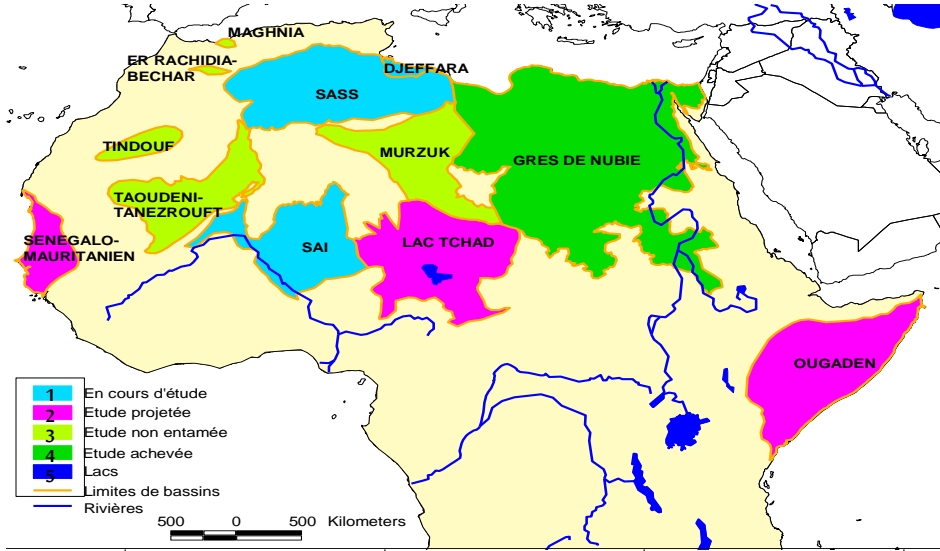 MAGHNIA
ER RACHIDIA-
BECHAR
DJEFFARA
SASS
TINDOUF
MURZUK
GRES DE NUBIE
TAOUDENI-
TANEZROUFT
SENEGALO-
MAURITANIEN
SAI
LAC TCHAD
OUGADEN
1 En cours d'étude
2 Etude projetée
3 Etude non entamée
4 Etude achevée
5 Lacs
Limites de bassins
Rivières
500 0 500 Kilometers